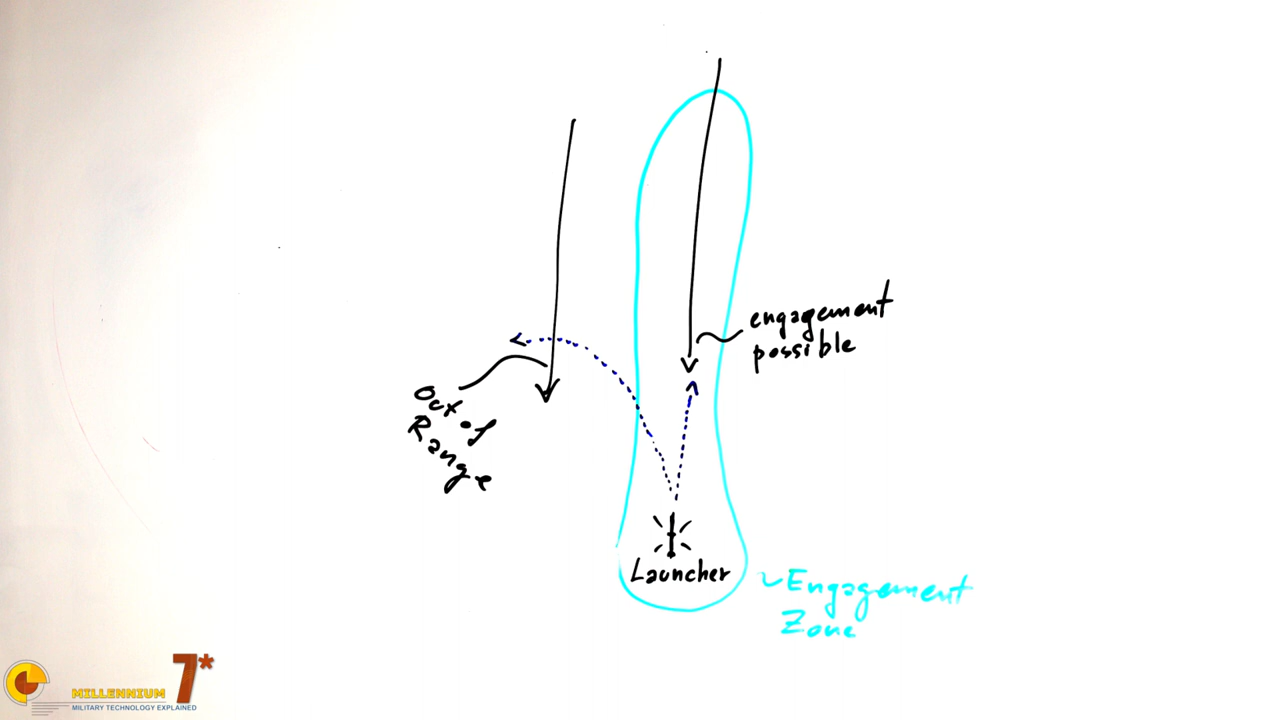 engagement
possible
Out of
Range
Launcher
Engagement
Zone
MILLENNIUM 7*
MILITARY TECHNOLOGY EXPLAINED